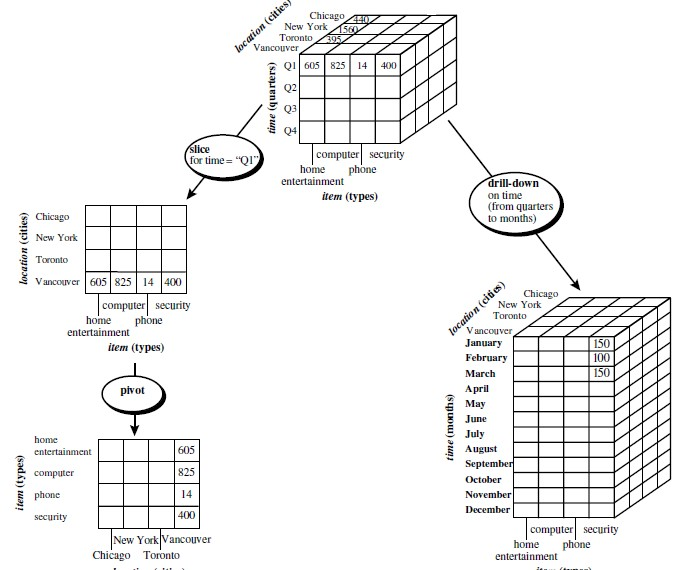 location (cities)
Chicago 440
New York 1560
Toronto 395
Vancouver
time (quarters)
Q1 605 825 14 400
Q2
Q3
Q4
computer security
home phone
entertainment
item (types)
slice
for time = “Q1”
drill-down
on time
(from quarters
to months)
location (cities)
Chicago
New York
Toronto
Vancouver 605 825 14 400
computer security
home phone
entertainment
item (types)
pivot
item (types)
home
entertainment 605
computer 825
phone 14
security 400
New York Vancouver
Chicago Toronto
location (cities)
location (cities)
Chicago
New York
Toronto
Vancouver
time (months)
January 150
February 100
March 150
April
May
June
July
August
September
October
November
December
computer security
home phone
entertainment
item (types)